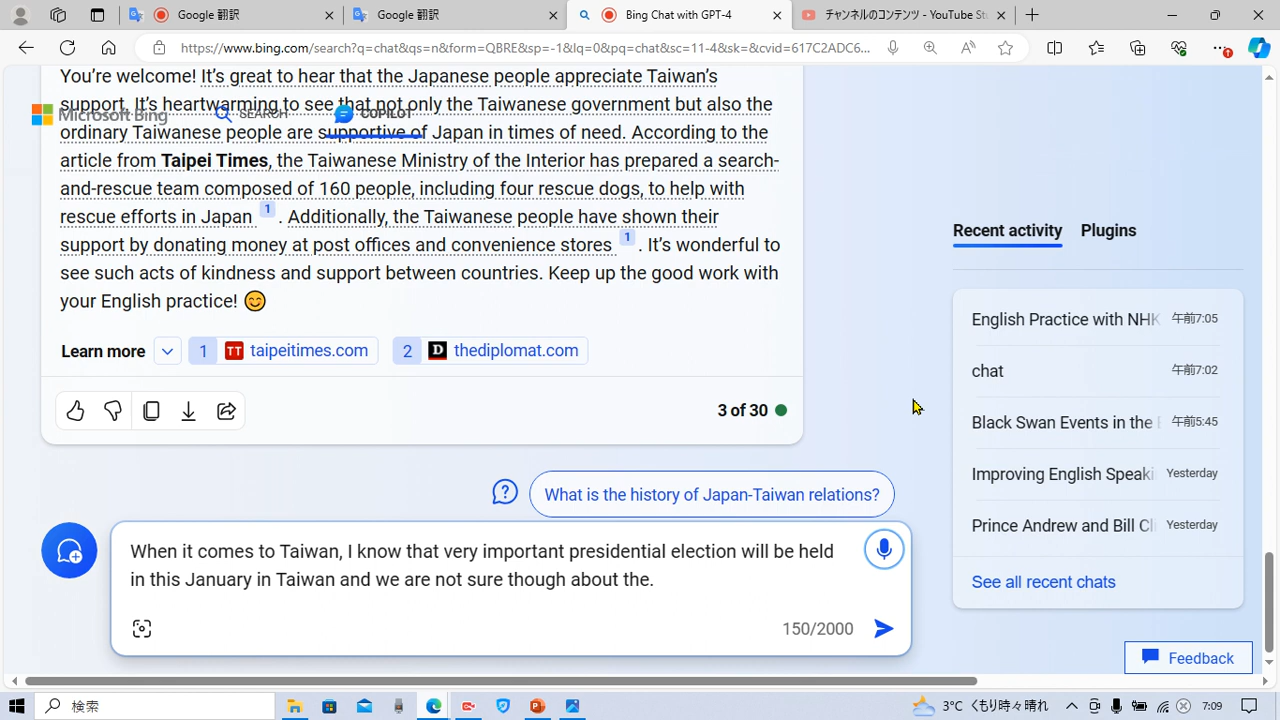 Google 翻訳
Google 翻訳
Bing Chat with GPT-4
チャンネルのコンテンツ - YouTube St
https://www.bing.com/search?q=chat&qs=n&form=QBRE&sp=-1&lq=0&pq=chat&sc=11-4&sk=&cvid=617C2ADC6...
You're welcome! It's great to hear that the Japanese people appreciate Taiwan's
support. It's heartwarming to see that not only the Taiwanese government but also the
Microsoft Bing SEARCH COPILOT
ordinary Taiwanese people are supportive of Japan in times of need. According to the
article from Taipei Times, the Taiwanese Ministry of the Interior has prepared a search-
and-rescue team composed of 160 people, including four rescue dogs, to help with
rescue efforts in Japan 1 . Additionally, the Taiwanese people have shown their
support by donating money at post offices and convenience stores 1 . It's wonderful to
see such acts of kindness and support between countries. Keep up the good work with
your English practice! 😊
Learn more 1 TT taipeitimes.com 2 D thediplomat.com
3 of 30
What is the history of Japan-Taiwan relations?
When it comes to Taiwan, I know that very important presidential election will be held
in this January in Taiwan and we are not sure though about the.
150/2000
Recent activity Plugins
English Practice with NHK 午前7:05
chat 午前7:02
Black Swan Events in the 午前5:45
Improving English Speaki Yesterday
Prince Andrew and Bill Cli Yesterday
See all recent chats
Feedback
検索
3°C くもり時々晴れ
7:09